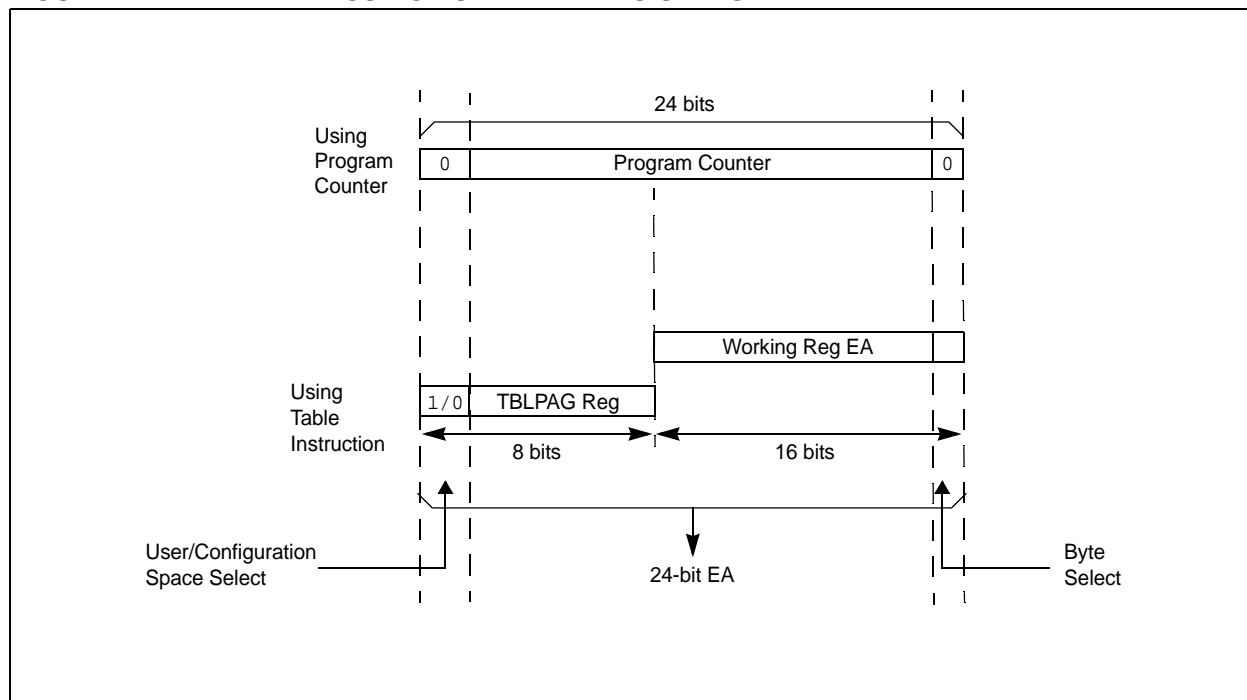 24 bits
Using
Program
Counter
0
Program Counter
0
Working Reg EA
Using
Table
Instruction
1/0
TBLPAG Reg
8 bits
16 bits
User/Configuration
Space Select
24-bit EA
Byte
Select